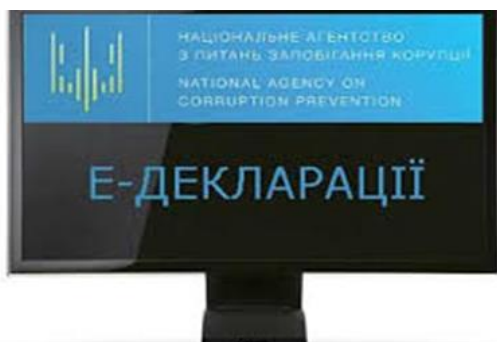 НАЦІОНАЛЬНЕ АГЕНТСТВО
З ПИТАНЬ ЗАПОБІГАННЯ КОРУПЦІЇ
NATIONAL AGENCY ON
CORRUPTION PREVENTION
Е-ДЕКЛАРАЦІЇ